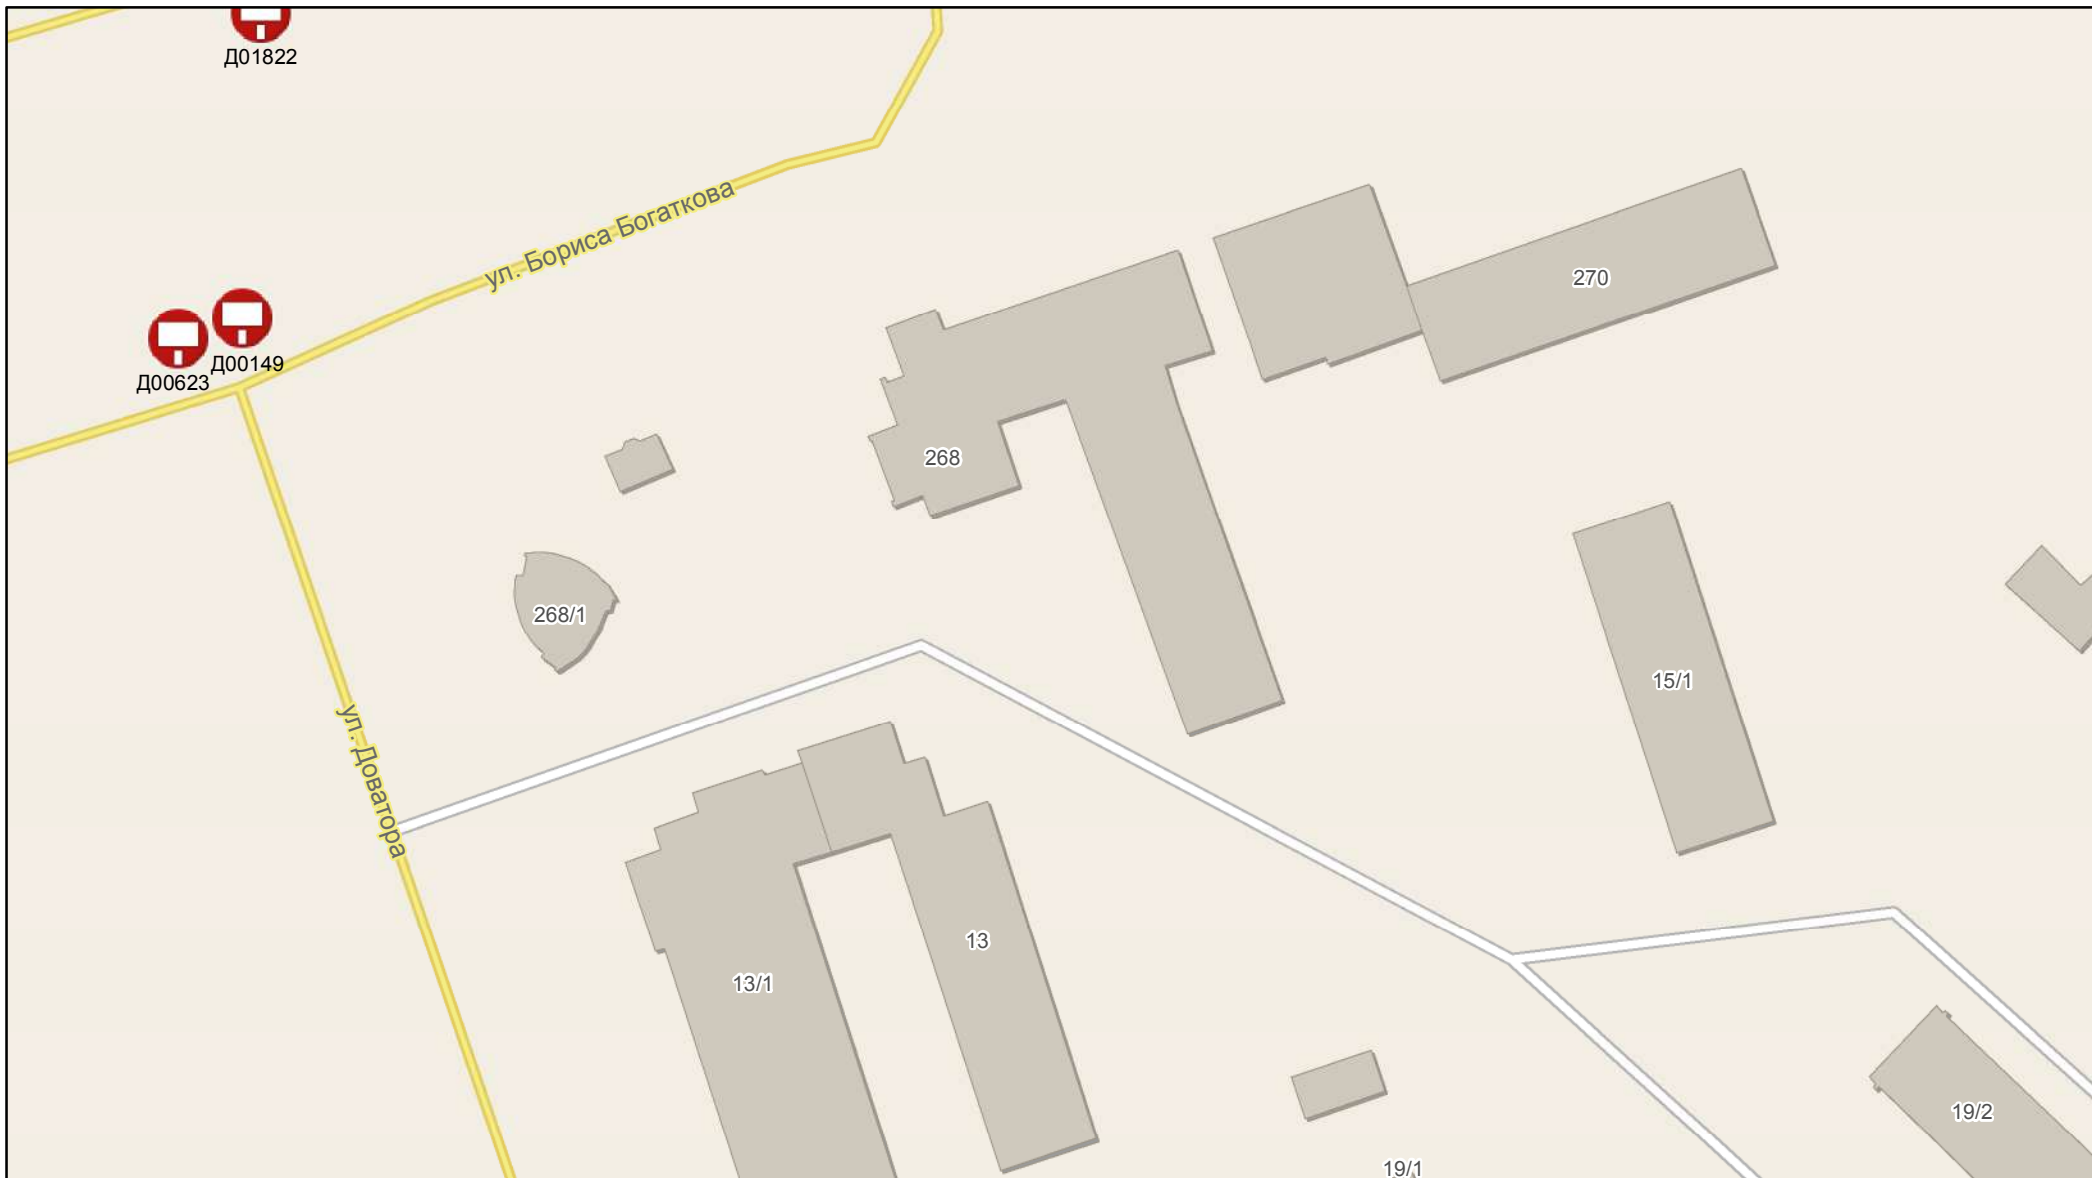 Д01822
ул. Бориса Богаткова
270
Д00149
Д00623
268
268/1
15/1
ул. Доватора
13
13/1
19/2
19/1